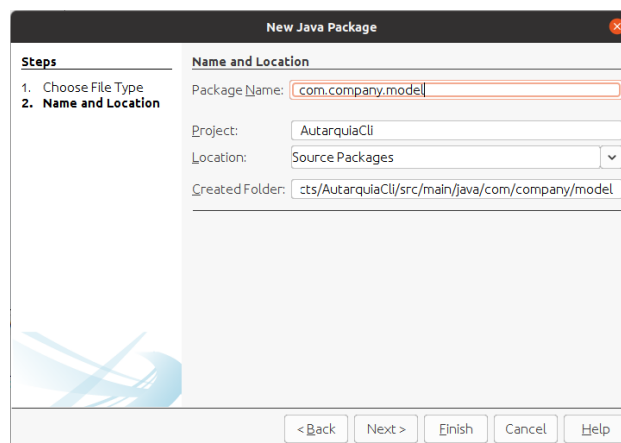 New Java Package
Steps
1. Choose File Type
2. Name and Location
Name and Location
Package Name: com.company.model
Project: AutarquiaCli
Location: Source Packages
Created Folder: cts/AutarquiaCli/src/main/java/com/company/model
< Back Next > Finish Cancel Help